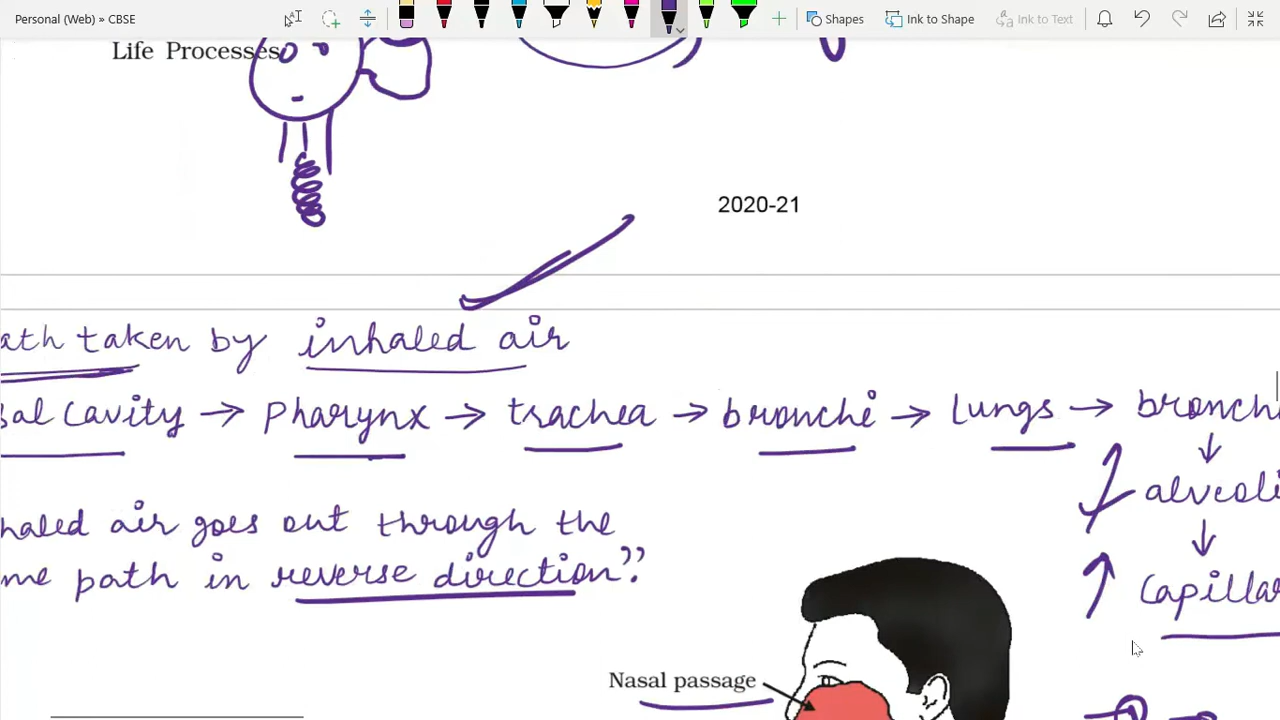 Personal (Web) » CBSE
Shapes
Ink to Shape
Ink to Text
Life Processes
2020-21
ath taken by inhaled air
sal cavity → Pharynx → trachea → bronchi → Lungs → bronchi
↓
alveoli
haled air goes out through the
↓
me path in reverse direction”
Capillar
Nasal passage